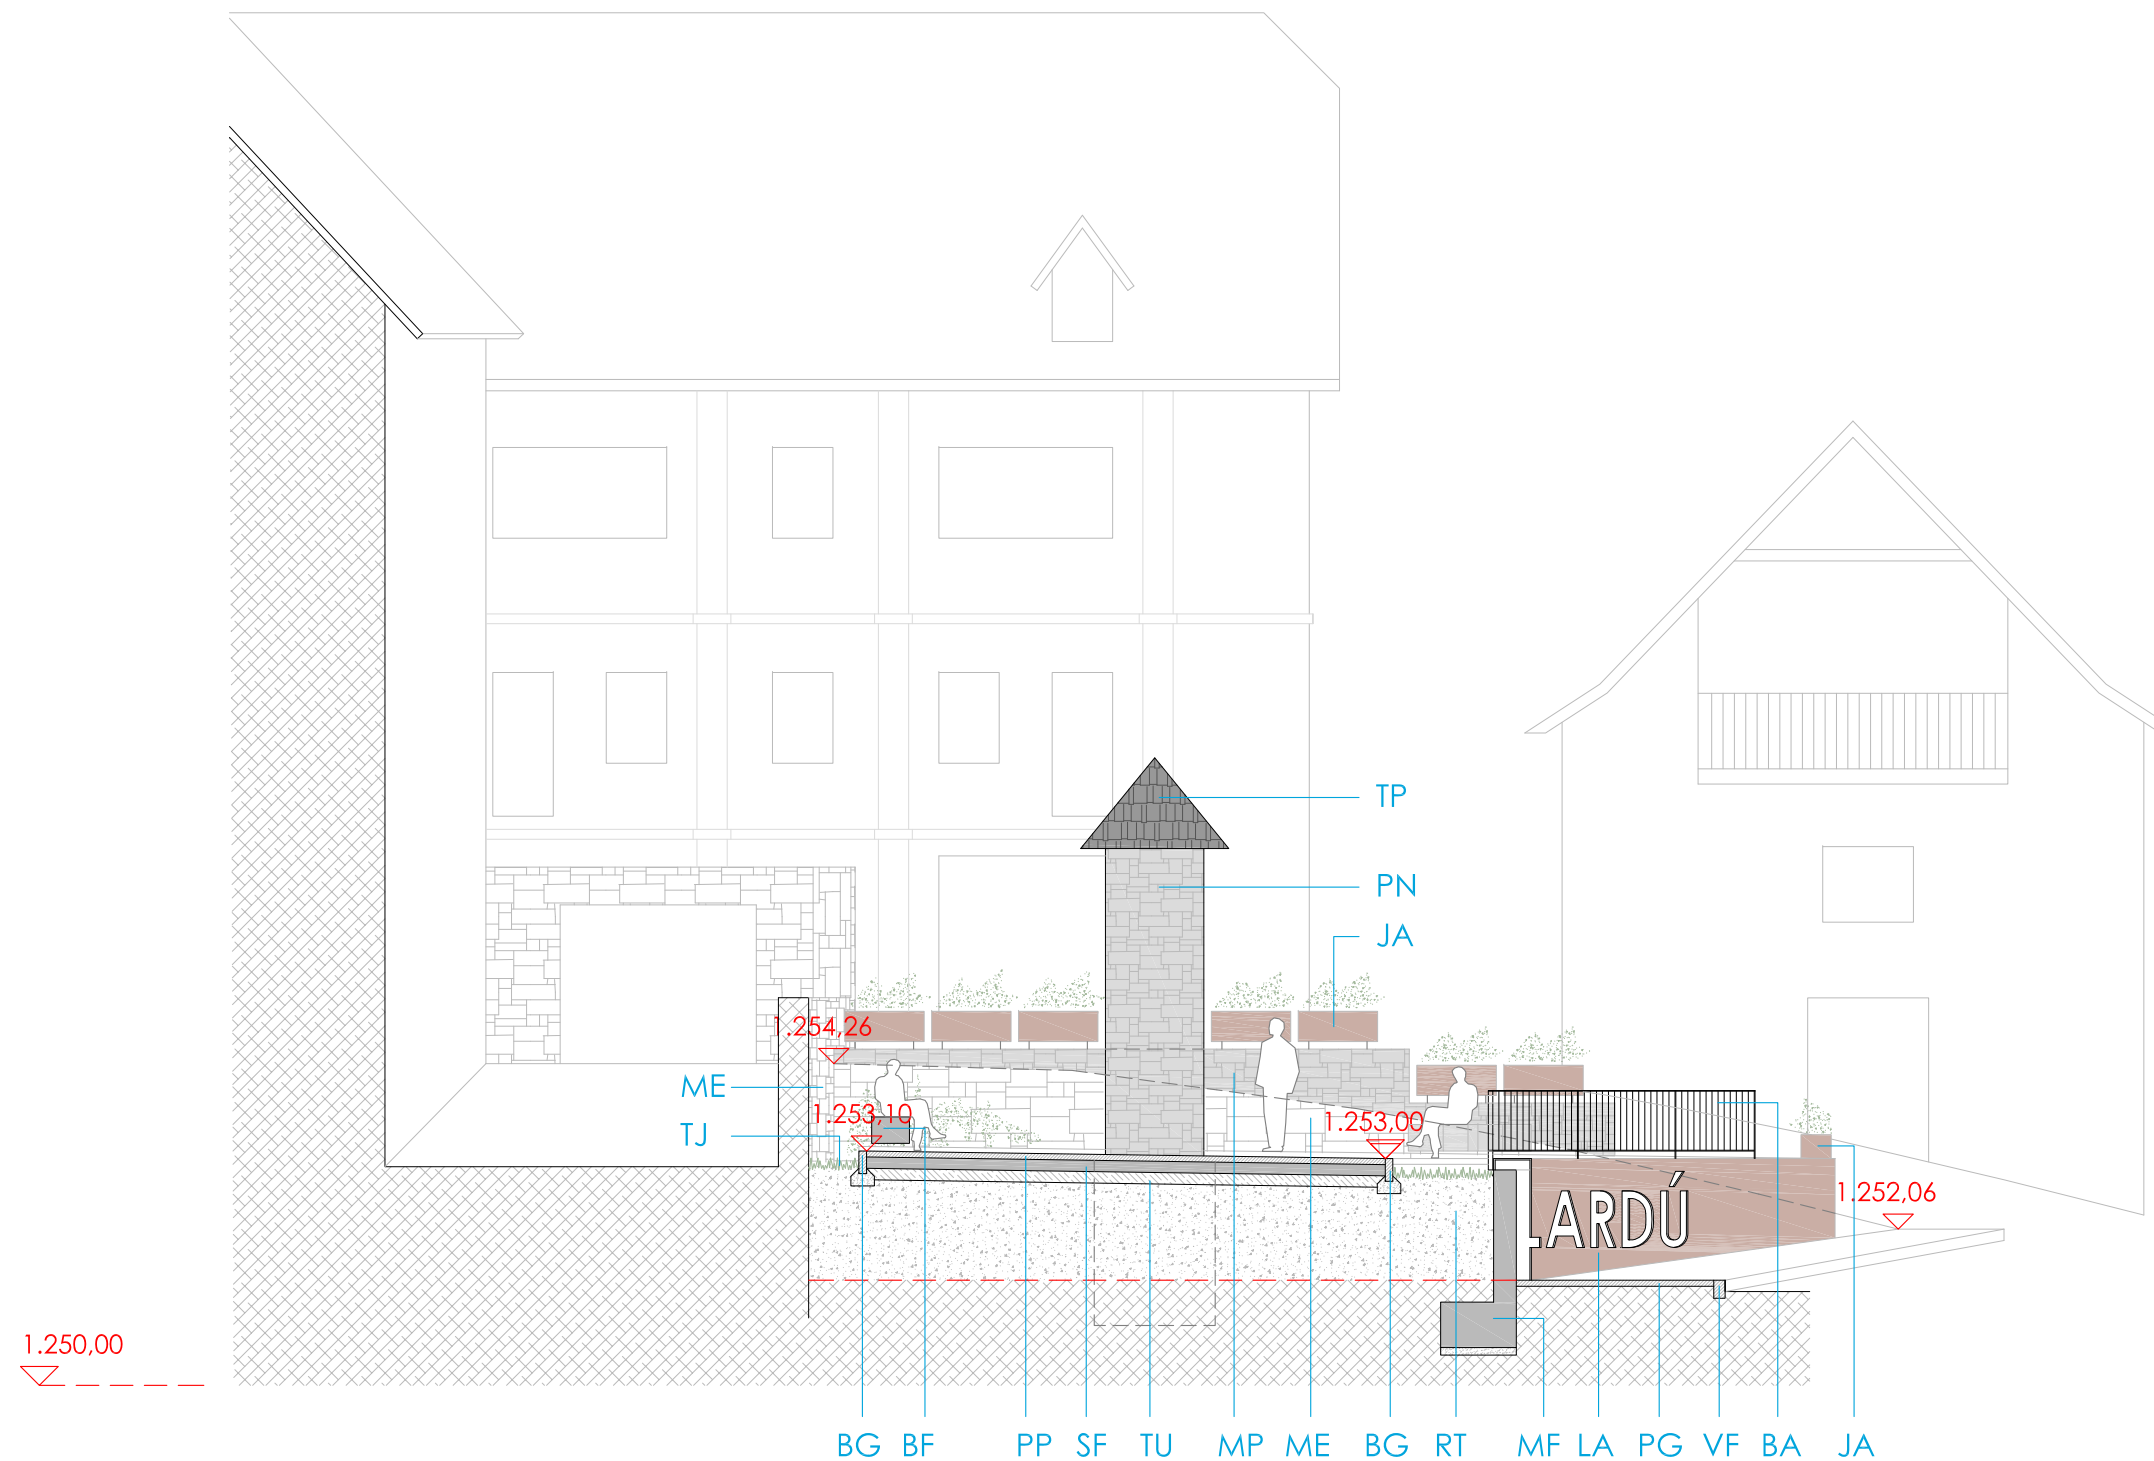 TP
PN
JA
1.254,26
ME
1.253,10
1.253,00
TJ
1.252,06
LARDÚ
1.250,00
BG BF PP SF TU MP ME BG RT MF LA PG VF BA JA